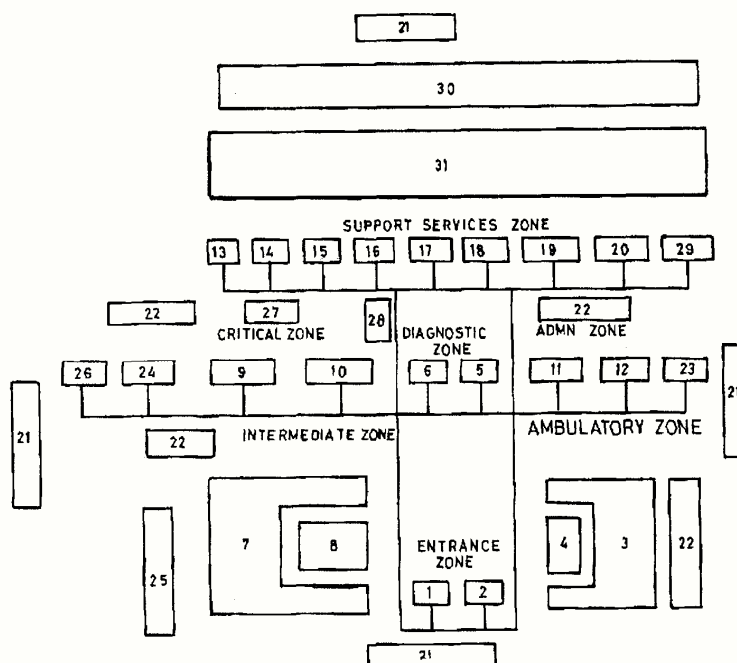 21
30
31
SUPPORT SERVICES ZONE
13 14 15 16 17 18 19 20 29
22 27 28 22
CRITICAL ZONE DIAGNOSTIC ZONE ADMN ZONE
26 24 9 10 6 5 11 12 23
21 21
22 INTERMEDIATE ZONE AMBULATORY ZONE
7 8 4 3 22
25 ENTRANCE ZONE
1 2
21